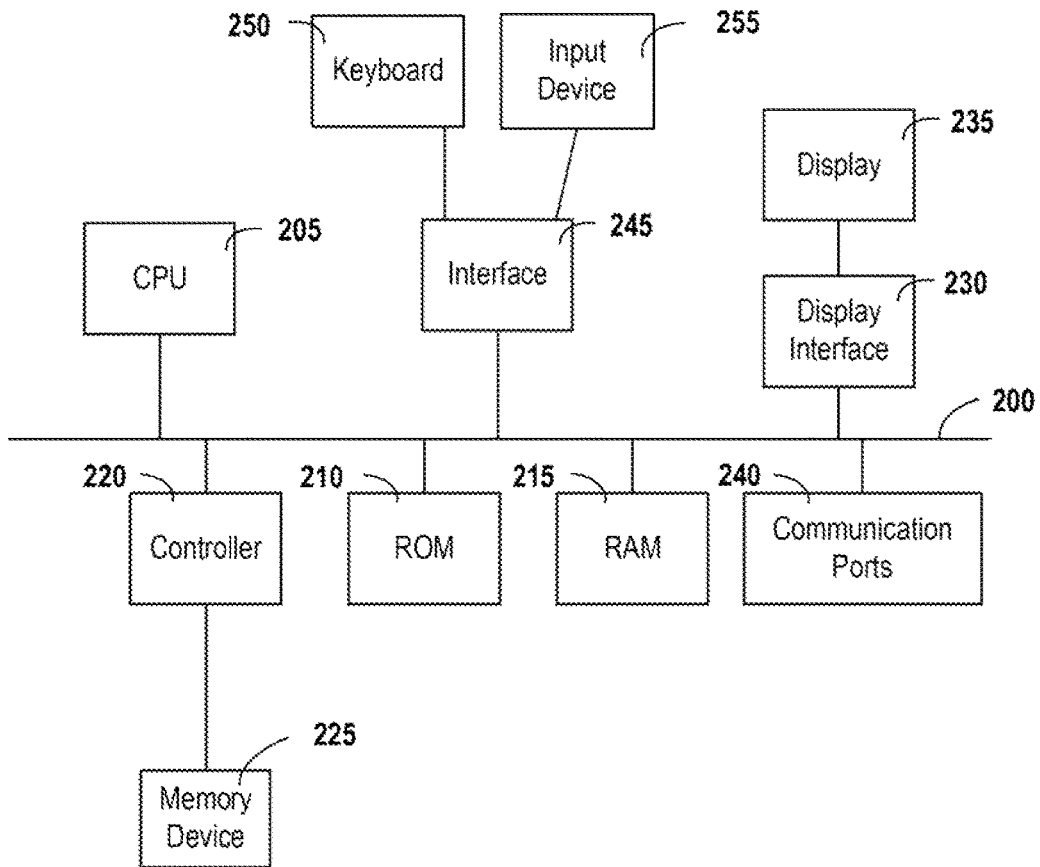 250
Keyboard
255
Input
Device
235
Display
205
CPU
245
Interface
230
Display
Interface
200
220
Controller
210
ROM
215
RAM
240
Communication
Ports
225
Memory
Device